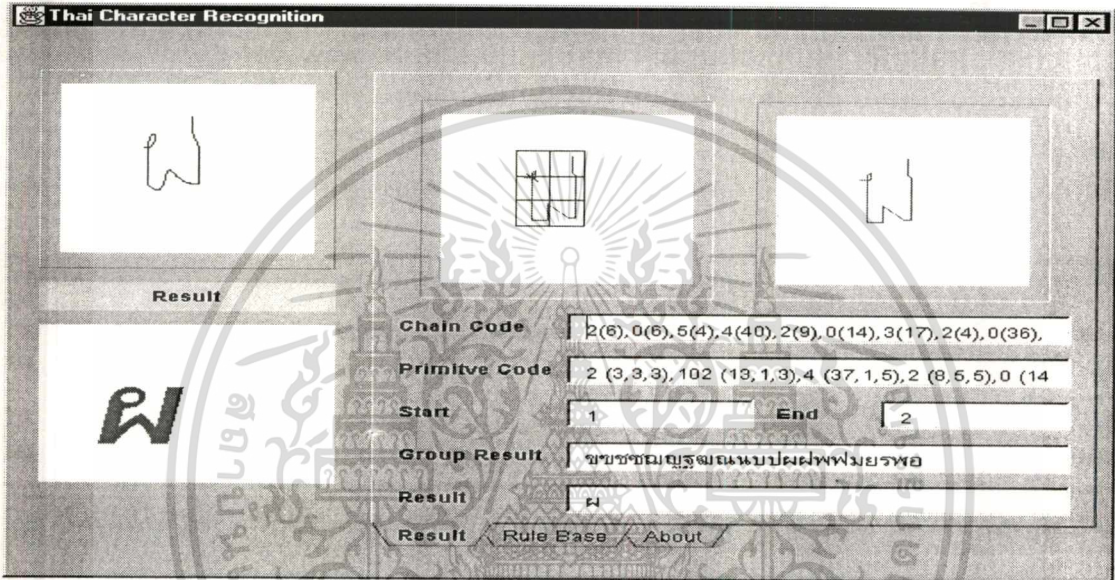 Thai Character Recognition
ผ
Result
ผ
Chain Code 2(6),0(6),5(4),4(40),2(9),0(14),3(17),2(4),0(36),
Primitve Code 2 (3,3,3),102 (13,1,3),4 (37,1,5),2 (8,5,5),0 (14
Start 1 End 2
Group Result ขฃชซฌญฐฒณนบปผฝพฟมยรพอ
Result ผ
Result Rule Base About